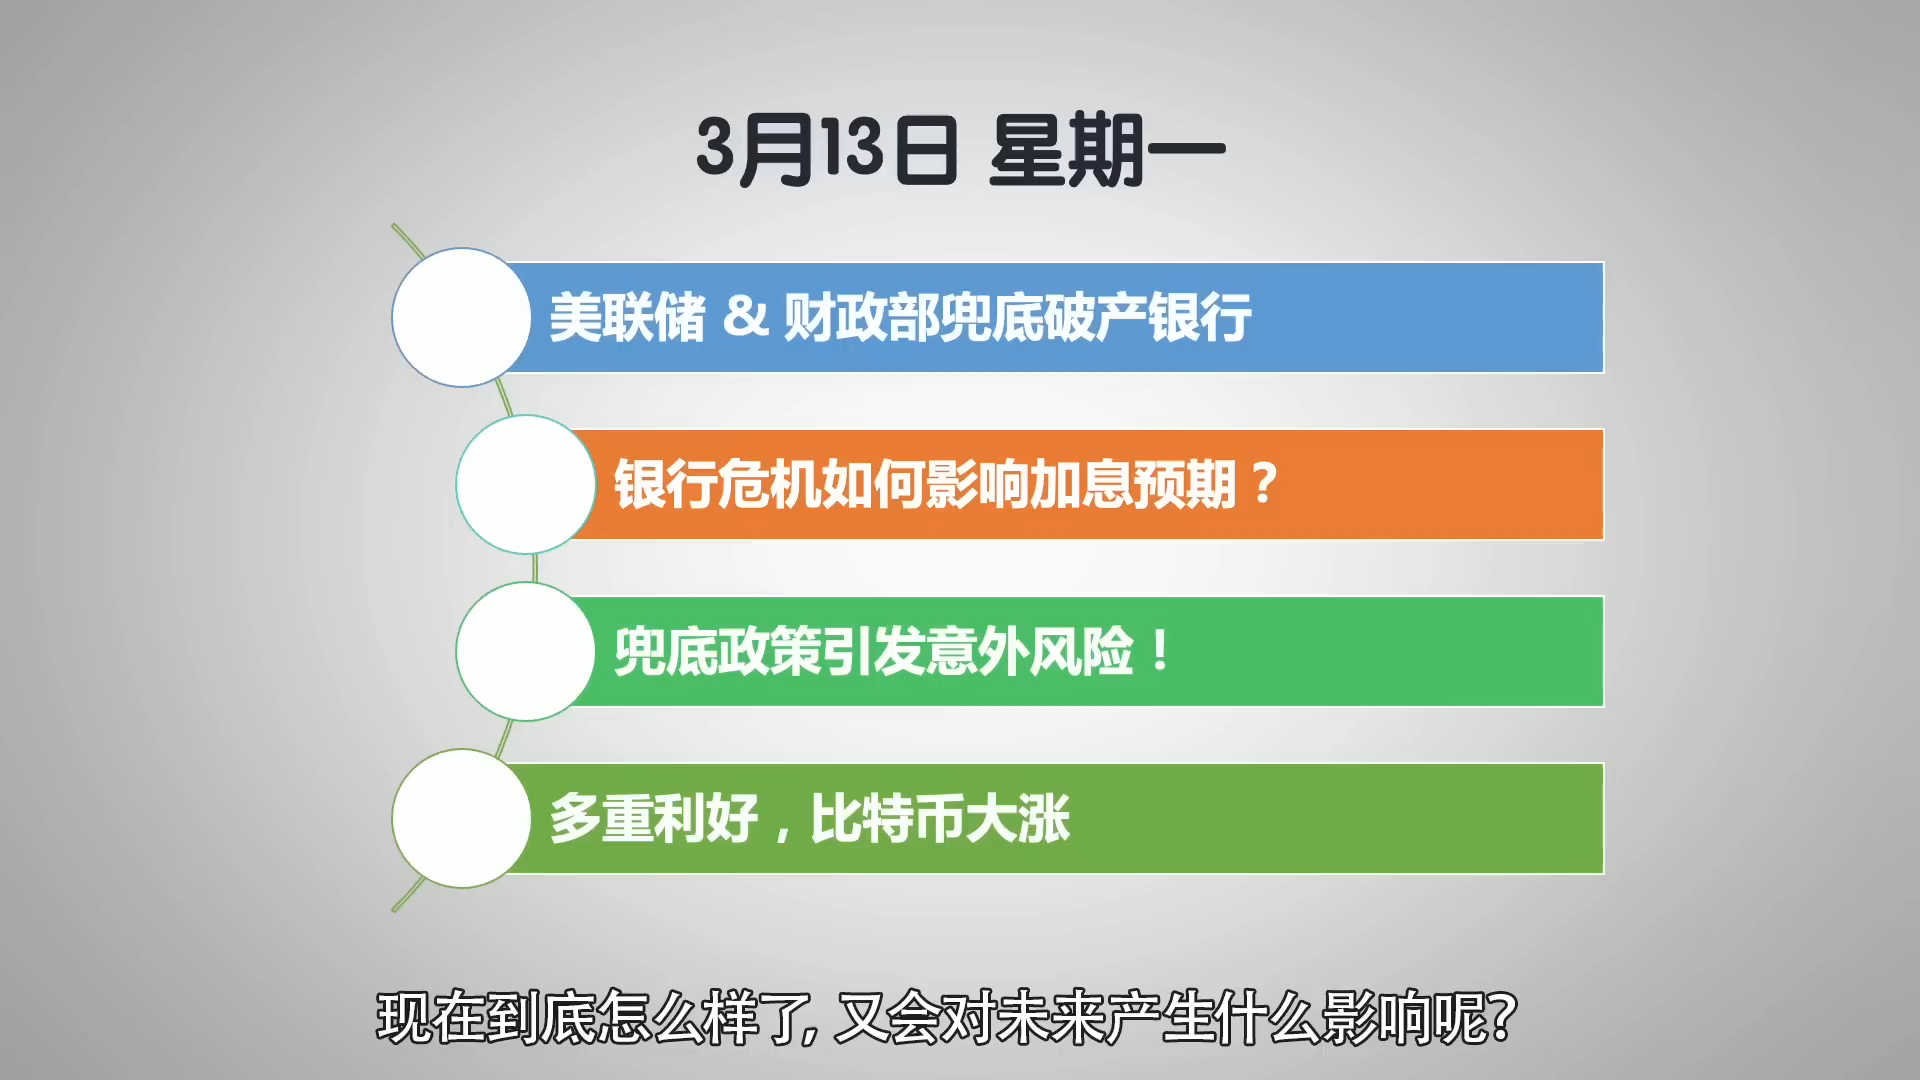 3月13日 星期一
美联储 & 财政部兜底破产银行
银行危机如何影响加息预期？
兜底政策引发意外风险！
多重利好，比特币大涨
现在到底怎么样了, 又会对未来产生什么影响呢?